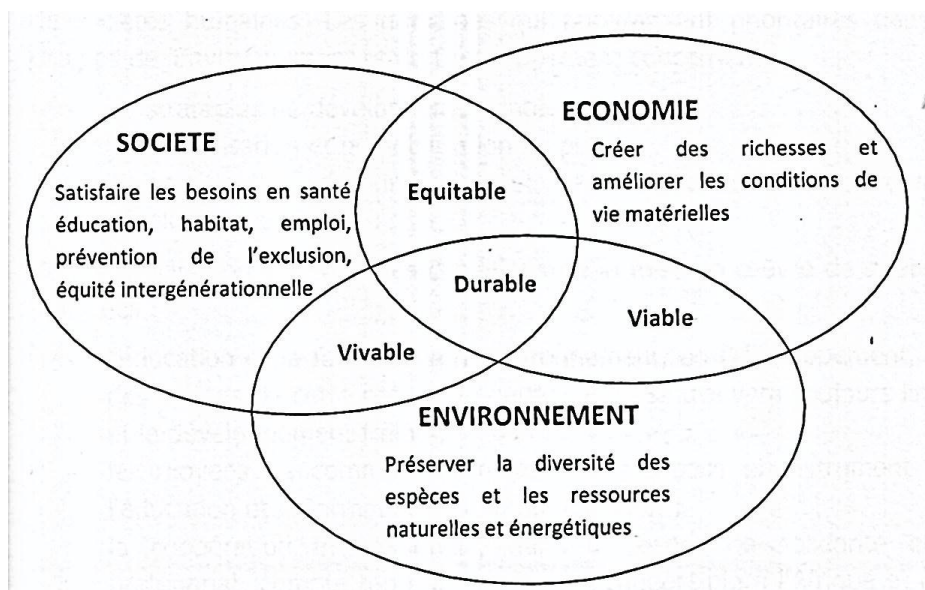 SOCIETE
Satisfaire les besoins en santé
éducation, habitat, emploi,
prévention de l'exclusion,
équité intergénérationnelle
ECONOMIE
Créer des richesses et
améliorer les conditions de
vie matérielles
Equitable
Durable
Viable
Vivable
ENVIRONNEMENT
Préserver la diversité des
espèces et les ressources
naturelles et énergétiques